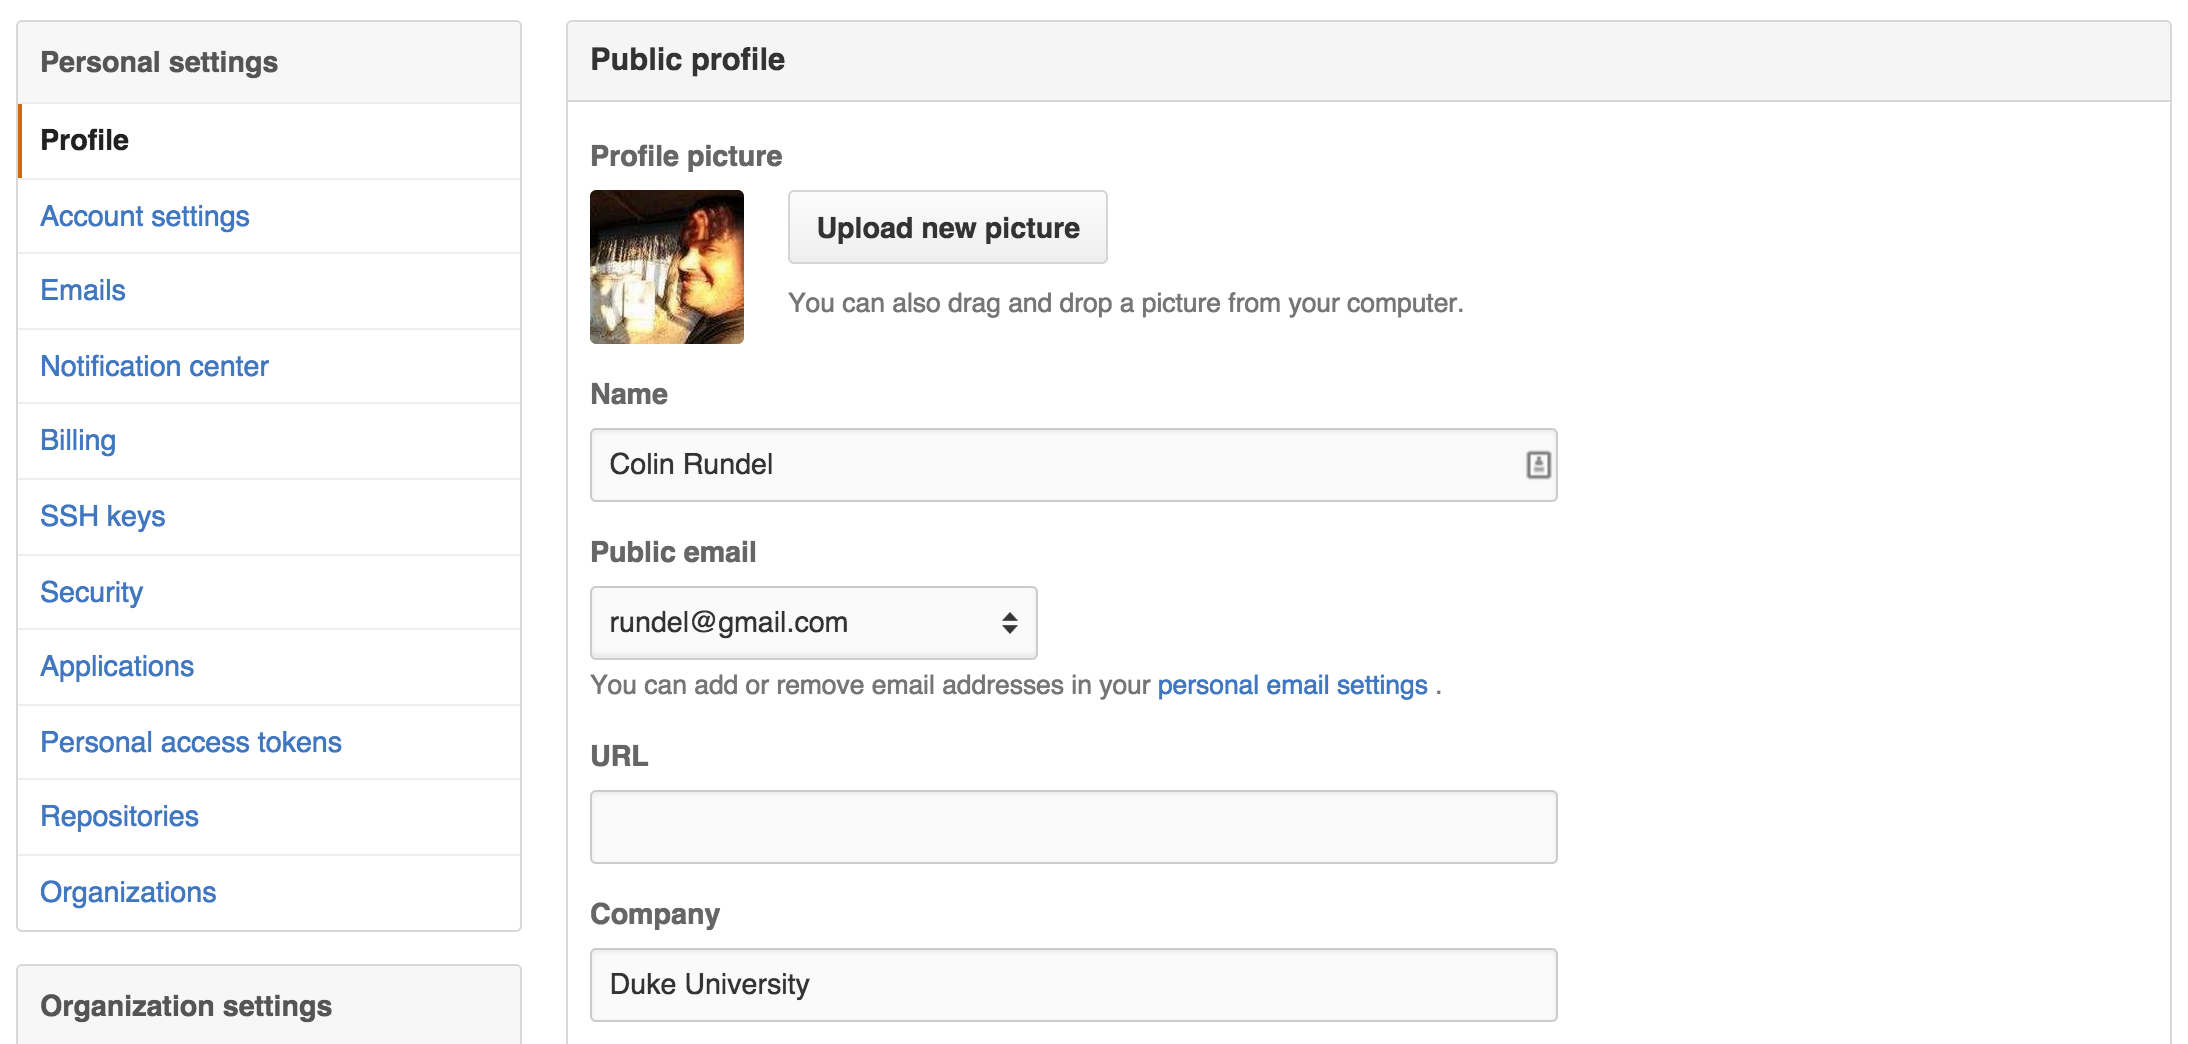 Personal settings
Profile
Account settings
Emails
Notification center
Billing
SSH keys
Security
Applications
Personal access tokens
Repositories
Organizations
Organization settings
Public profile
Profile picture
Upload new picture
You can also drag and drop a picture from your computer.
Name
Colin Rundel
Public email
rundel@gmail.com
You can add or remove email addresses in your personal email settings .
URL
Company
Duke University